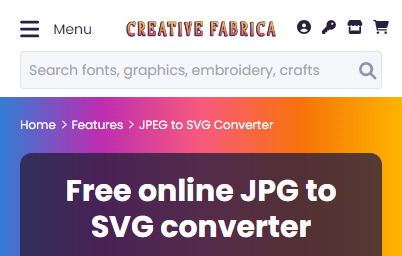 Menu
CREATIVE FABRICA
Search fonts, graphics, embroidery, crafts
Home > Features > JPEG to SVG Converter
Free online JPG to
SVG converter